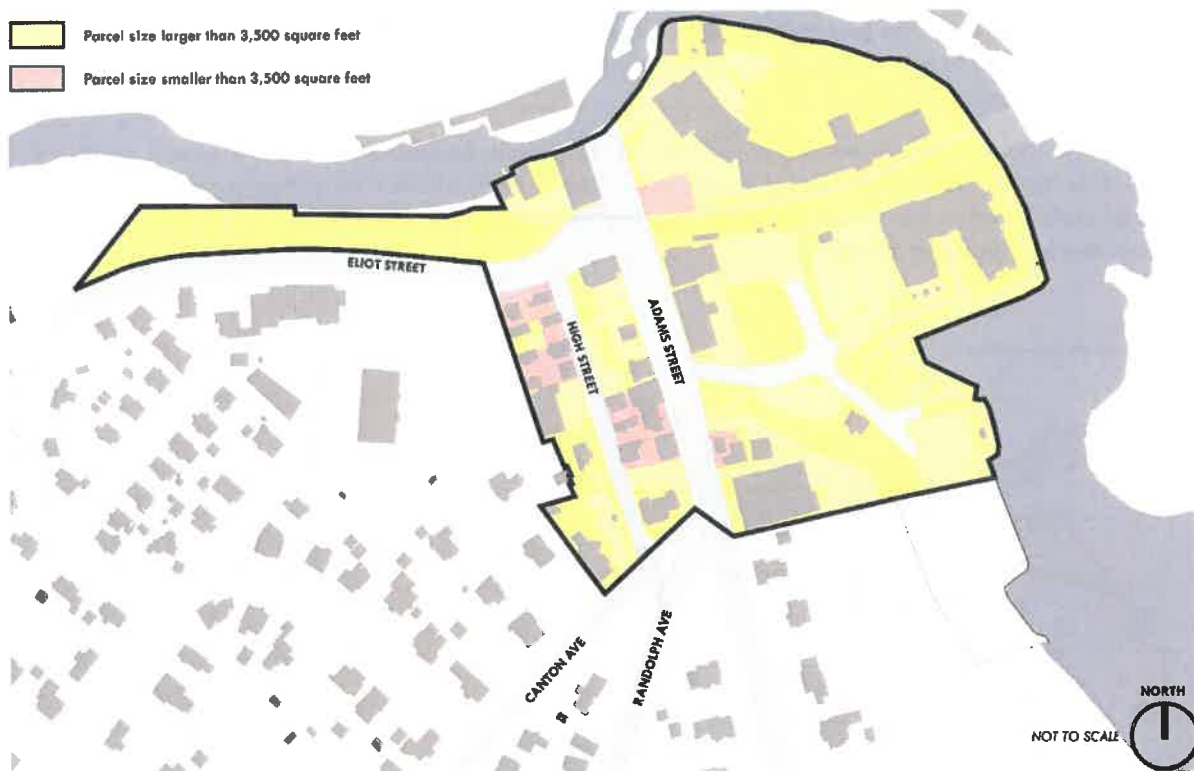 Parcel size larger than 3,500 square feet
Parcel size smaller than 3,500 square feet
ELIOT STREET
HIGH STREET
ADAMS STREET
CANTON AVE
RANDOLPH AVE
NORTH
NOT TO SCALE